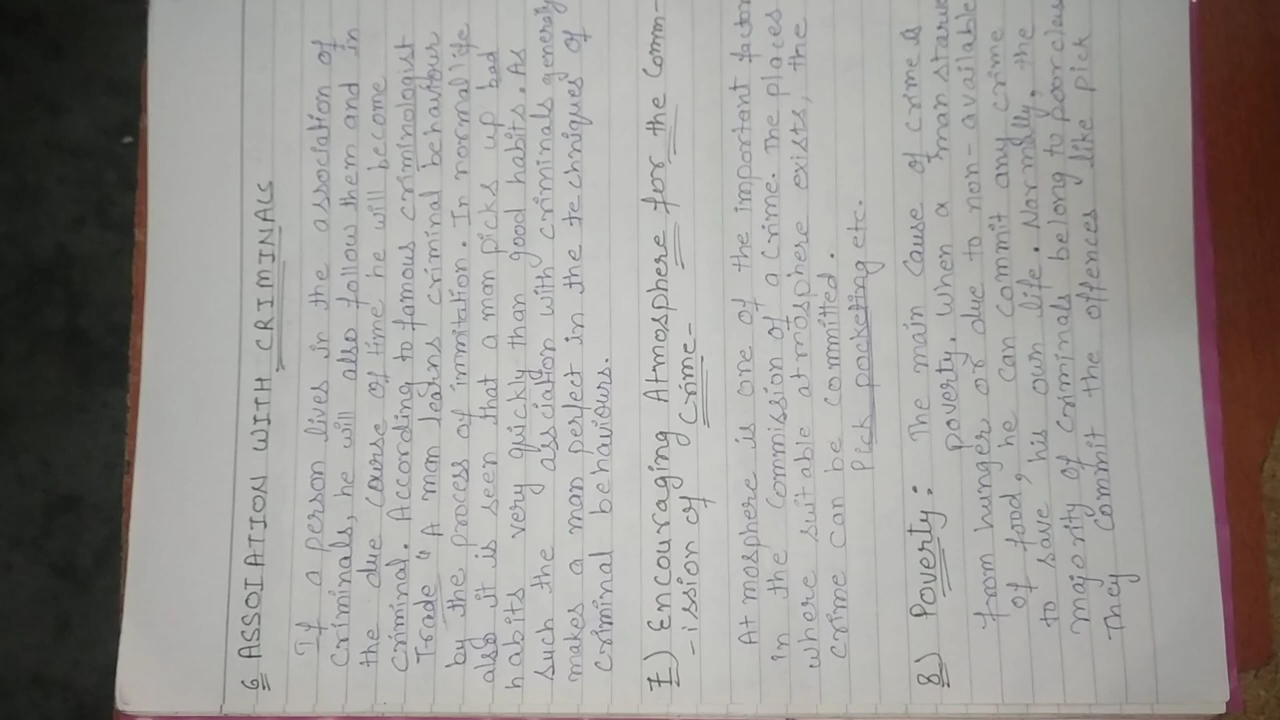 6 ASSOIATION WITH CRIMINALS
If a person lives in the association of
criminals, he will also follow them and in
the due course of time he will become
criminal. According to famous criminologist
Trade " A man learns criminal behaviour
by the process of immitation. In normal life
also it is seen that a man picks up bad
habits very quickly than good habits. As
such the association with criminals generaly
makes a man perfect in the techniques of
criminal behaviours.
7) Encouraging Atmosphere for the Comm-
-ission of Crime-
Atmosphere is one of the important factor
in the Commission of a crime. The places
where suitable atmosphere exists, the
crime can be committed.
Pick pocketing etc.
8) Poverty: The main cause of crime is
poverty. When a man starve
from hunger or due to non-available
of food, he can commit any crime
to save his own life. Normally, the
majority of criminals belong to poor class
They commit the offences like pick